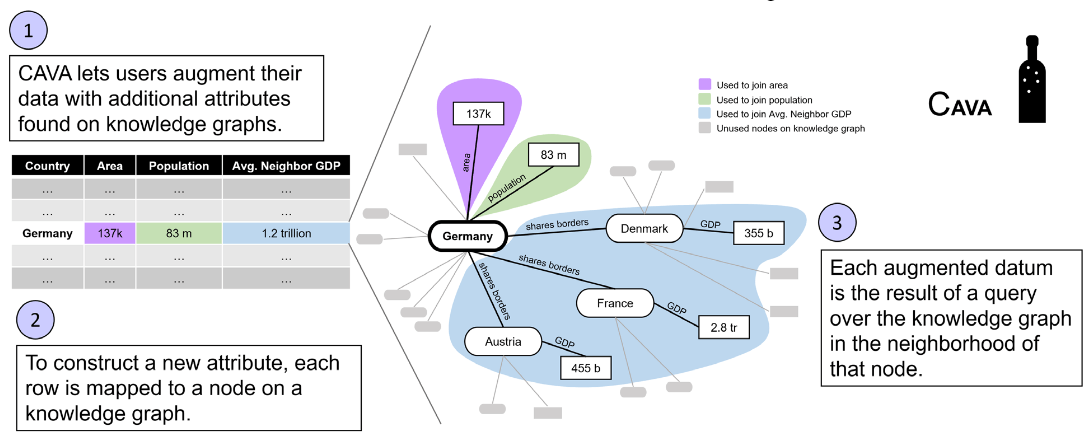 1
CAVA lets users augment their
data with additional attributes
found on knowledge graphs.
Country Area Population Avg. Neighbor GDP
... ... ... ...
... ... ... ...
Germany 137k 83 m 1.2 trillion
... ... ... ...
... ... ... ...
2
To construct a new attribute, each
row is mapped to a node on a
knowledge graph.
137k
area
83 m
population
Germany
shares borders
Denmark
GDP
355 b
shares borders
France
GDP
2.8 tr
shares borders
Austria
GDP
455 b
Used to join area
Used to join population
Used to join Avg. Neighbor GDP
Unused nodes on knowledge graph
CAVA
3
Each augmented datum
is the result of a query
over the knowledge graph
in the neighborhood of
that node.